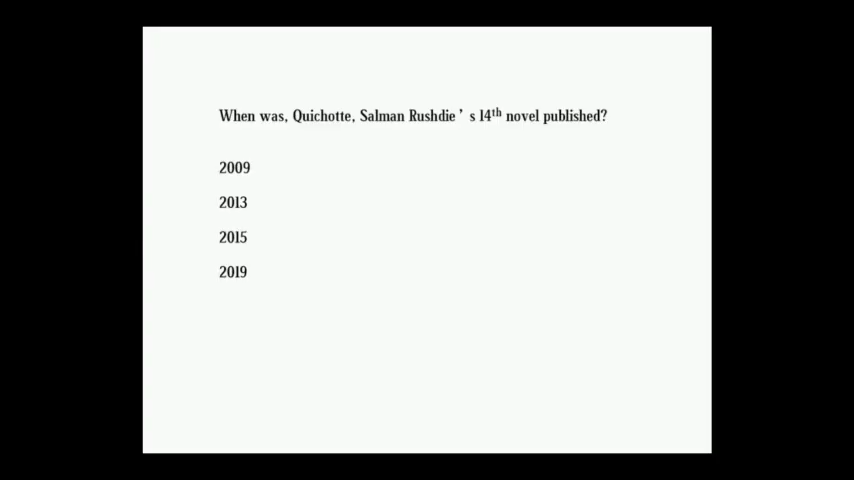 When was, Quichotte, Salman Rushdie ’ s 14th novel published?
2009
2013
2015
2019